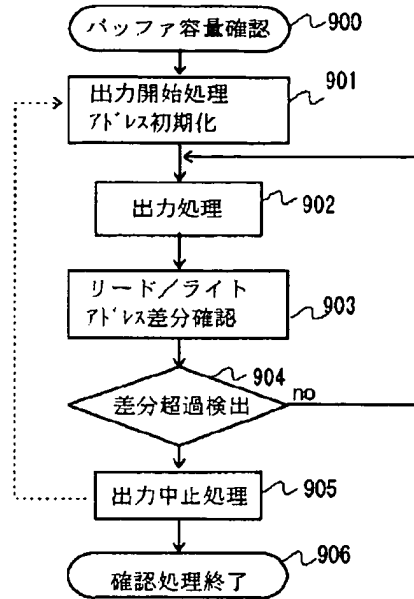 バッファ容量確認
900
出力開始処理
アドレス初期化
901
出力処理
902
リード／ライト
アドレス差分確認
903
904
差分超過検出
no
出力中止処理
905
906
確認処理終了